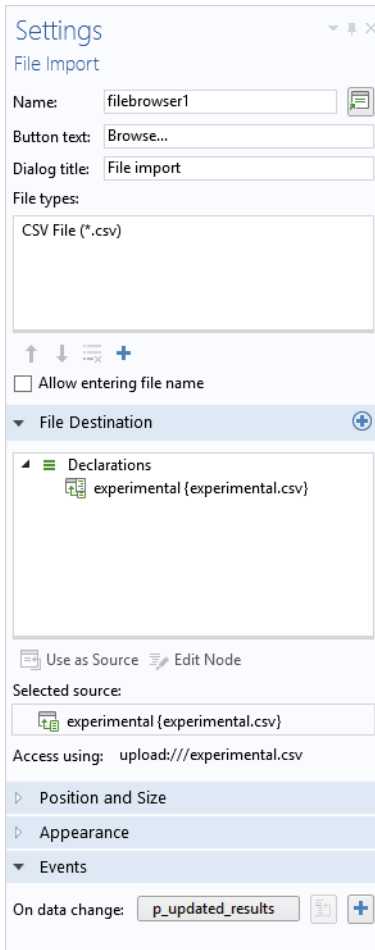 Settings
File Import
Name: filebrowser1
Button text: Browse...
Dialog title: File import
File types:
CSV File (*.csv)
Allow entering file name
File Destination
Declarations
experimental {experimental.csv}
Use as Source Edit Node
Selected source:
experimental {experimental.csv}
Access using: upload:///experimental.csv
Position and Size
Appearance
Events
On data change: p_updated_results